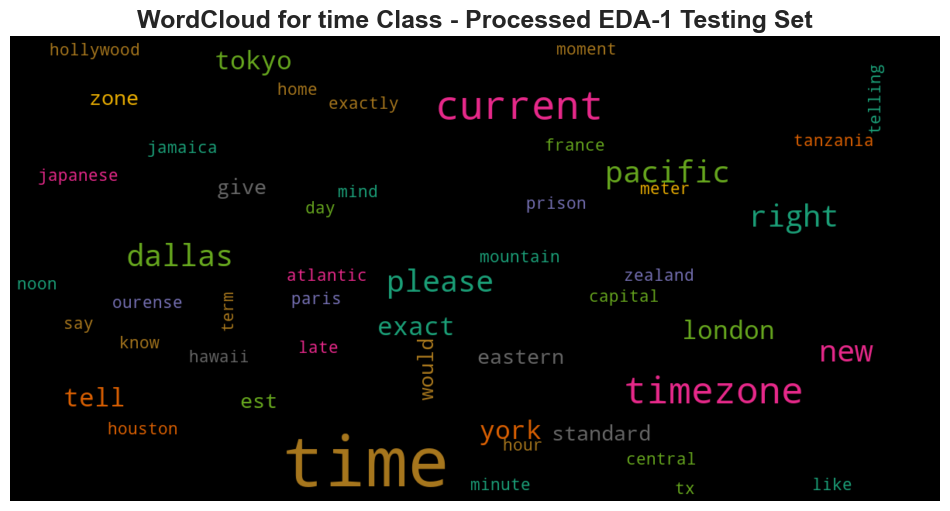 WordCloud for time Class - Processed EDA-1 Testing Set
hollywood
moment
tokyo
telling
home
zone
exactly
current
tanzania
jamaica
france
japanese
pacific
give
mind
meter
day
prison
right
dallas
mountain
atlantic
please
zealand
noon
ourense
paris
capital
term
say
exact
london
know
late
hawaii
would
eastern
new
timezone
tell
est
houston
york
standard
hour
time
central
minute
tx
like